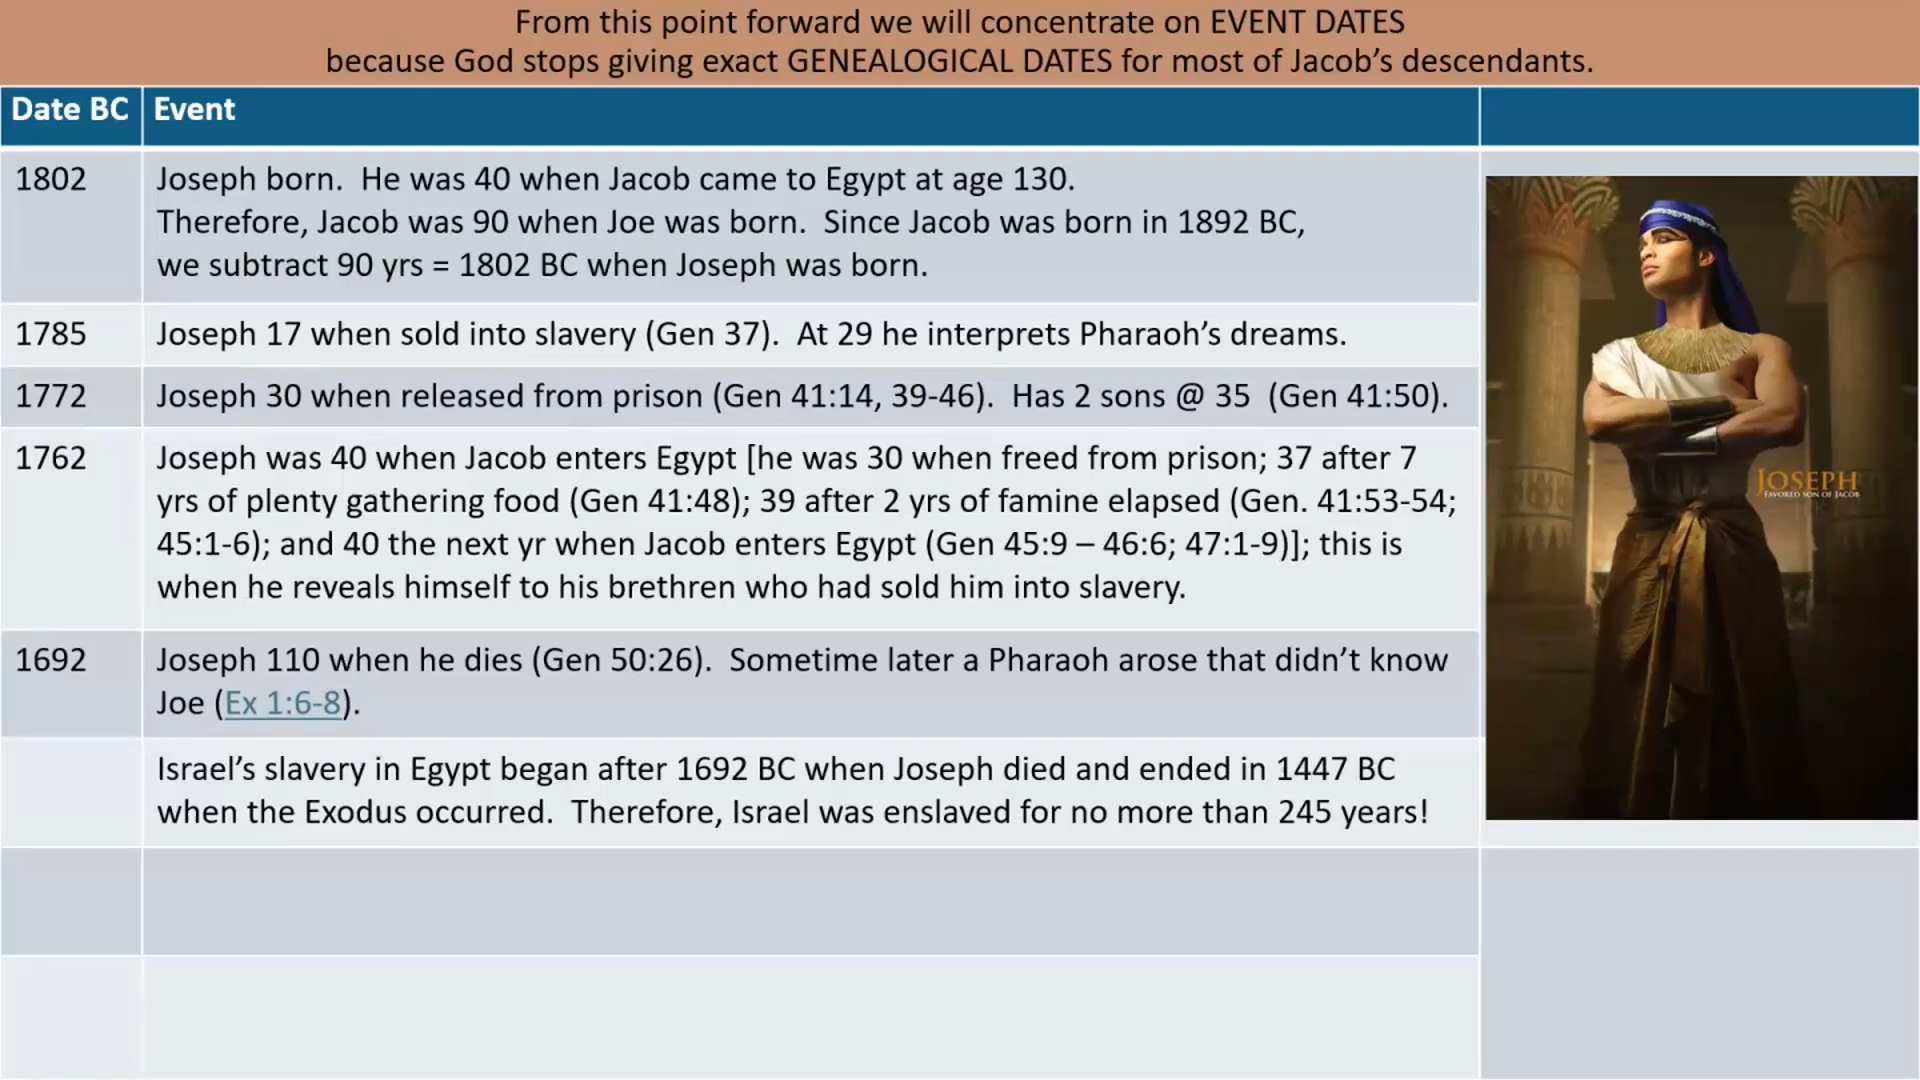 From this point forward we will concentrate on EVENT DATES
because God stops giving exact GENEALOGICAL DATES for most of Jacob's descendants.
Date BC Event
1802 Joseph born.  He was 40 when Jacob came to Egypt at age 130.
Therefore, Jacob was 90 when Joe was born.  Since Jacob was born in 1892 BC,
we subtract 90 yrs = 1802 BC when Joseph was born.
1785 Joseph 17 when sold into slavery (Gen 37).  At 29 he interprets Pharaoh's dreams.
1772 Joseph 30 when released from prison (Gen 41:14, 39-46).  Has 2 sons @ 35  (Gen 41:50).
1762 Joseph was 40 when Jacob enters Egypt [he was 30 when freed from prison; 37 after 7
yrs of plenty gathering food (Gen 41:48); 39 after 2 yrs of famine elapsed (Gen. 41:53-54;
45:1-6); and 40 the next yr when Jacob enters Egypt (Gen 45:9 – 46:6; 47:1-9)]; this is
when he reveals himself to his brethren who had sold him into slavery.
1692 Joseph 110 when he dies (Gen 50:26).  Sometime later a Pharaoh arose that didn't know
Joe (Ex 1:6-8).
Israel's slavery in Egypt began after 1692 BC when Joseph died and ended in 1447 BC
when the Exodus occurred.  Therefore, Israel was enslaved for no more than 245 years!
JOSEPH
FAVORED SON OF JACOB